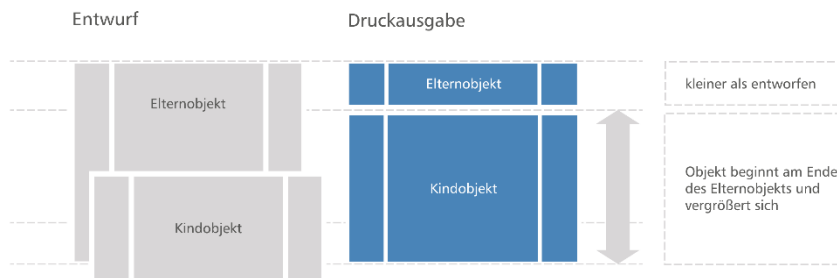 Entwurf
Druckausgabe
Elternobjekt
Kindobjekt
Elternobjekt
Kindobjekt
kleiner als entworfen
Objekt beginnt am Ende
des Elternobjekts und
vergrößert sich